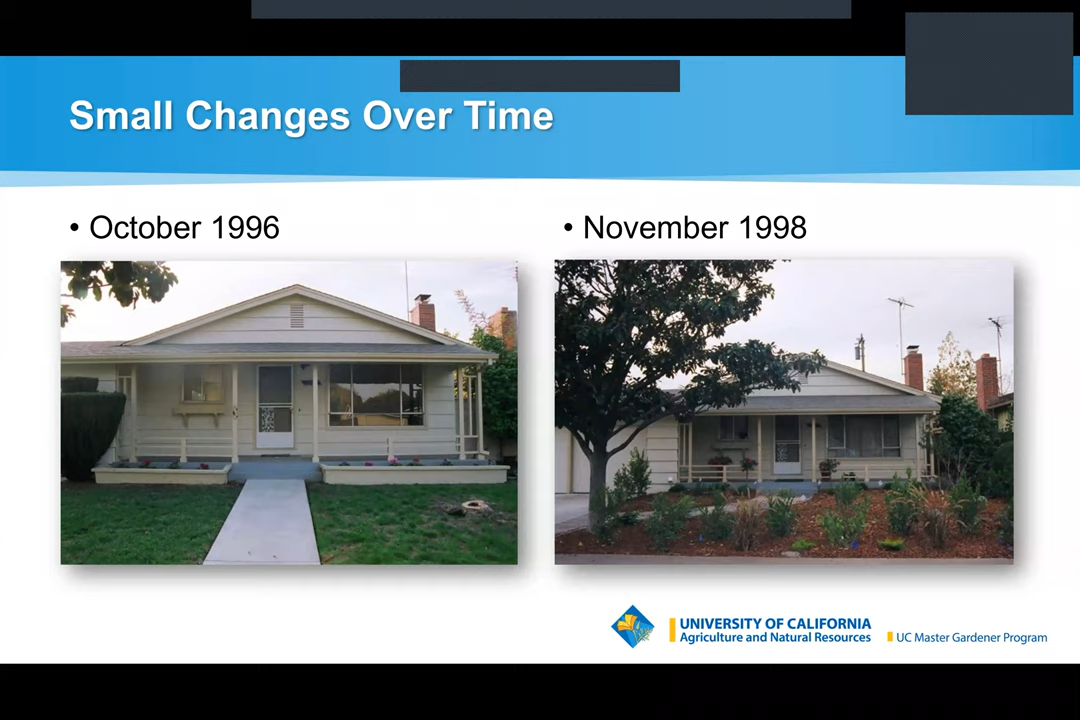 Small Changes Over Time
• October 1996
• November 1998
UNIVERSITY OF CALIFORNIA
Agriculture and Natural Resources
UC Master Gardener Program